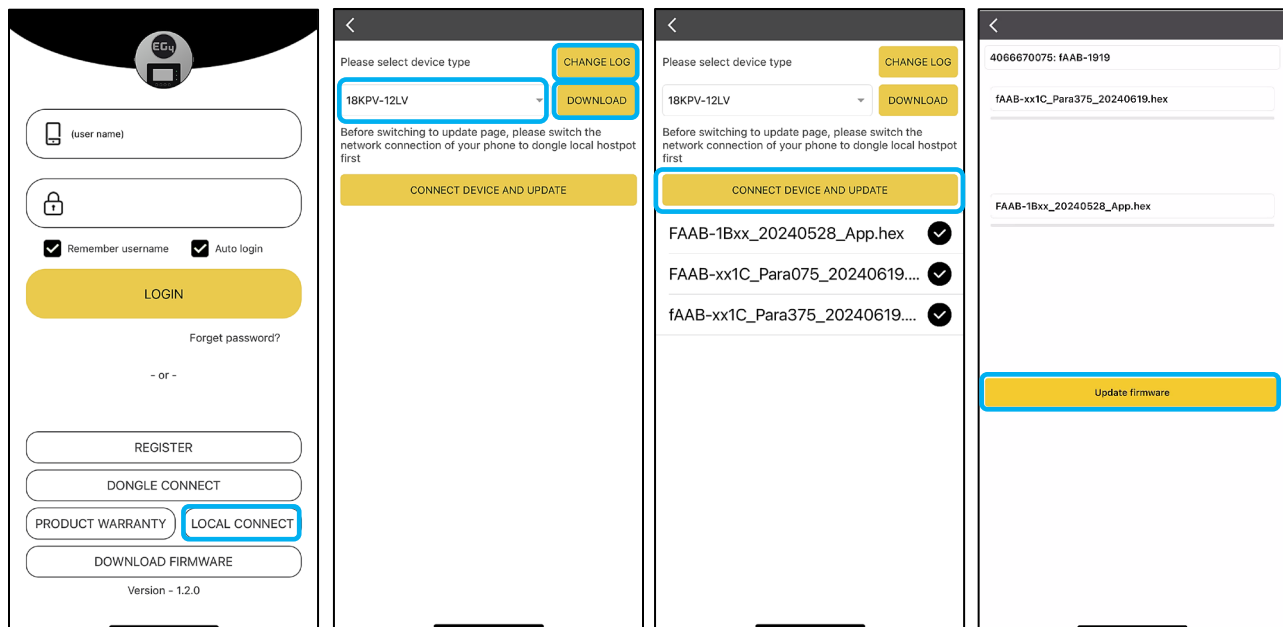 EG4
(user name)
Remember username
Auto login
LOGIN
Forget password?
- or -
REGISTER
DONGLE CONNECT
PRODUCT WARRANTY
LOCAL CONNECT
DOWNLOAD FIRMWARE
Version - 1.2.0
Please select device type
CHANGE LOG
18KPV-12LV
DOWNLOAD
Before switching to update page, please switch the
network connection of your phone to dongle local hostpot
first
CONNECT DEVICE AND UPDATE
Please select device type
CHANGE LOG
18KPV-12LV
DOWNLOAD
Before switching to update page, please switch the
network connection of your phone to dongle local hostpot
first
CONNECT DEVICE AND UPDATE
FAAB-1Bxx_20240528_App.hex
FAAB-xx1C_Para075_20240619....
fAAB-xx1C_Para375_20240619....
4066670075: fAAB-1919
fAAB-xx1C_Para375_20240619.hex
FAAB-1Bxx_20240528_App.hex
Update firmware